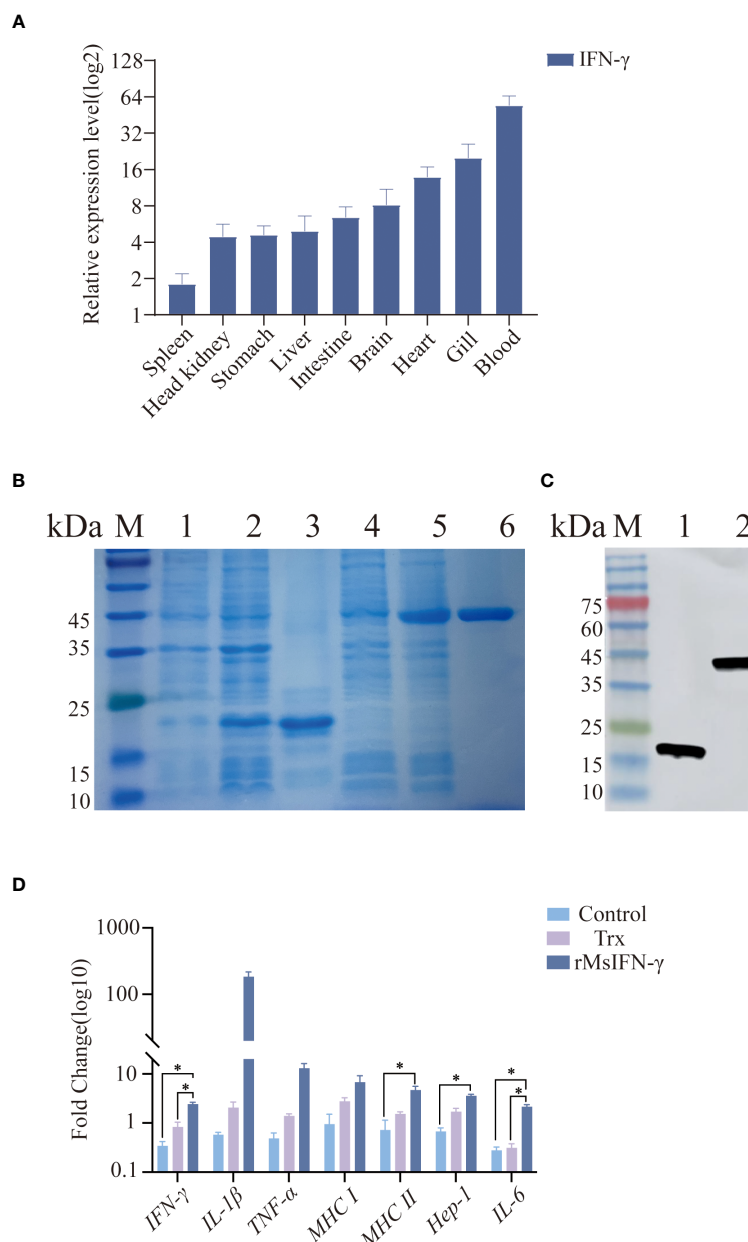 A
Relative expression level(log2)
128
64
32
16
8
4
2
1
IFN-γ
Spleen
Head kidney
Stomach
Liver
Intestine
Brain
Heart
Gill
Blood
B
kDa M 1 2 3 4 5 6
45
35
25
15
10
C
kDa M 1 2
75
60
45
35
25
15
10
D
Fold Change(log10)
1000
100
10
1
0.1
Control
Trx
rMsIFN-γ
*
*
*
*
*
*
IFN-γ
IL-1β
TNF-α
MHC I
MHC II
Hep-1
IL-6